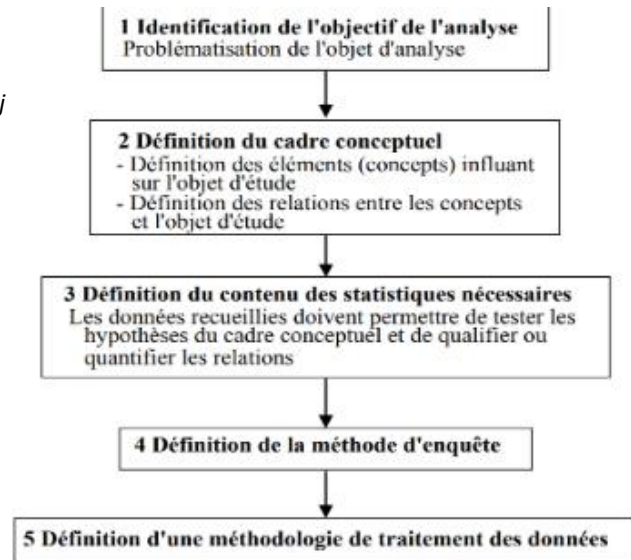 1 Identification de l'objectif de l'analyse
Problématisation de l'objet d'analyse
j
2 Définition du cadre conceptuel
- Définition des éléments (concepts) influant
sur l'objet d'étude
- Définition des relations entre les concepts
et l'objet d'étude
3 Définition du contenu des statistiques nécessaires
Les données recueillies doivent permettre de tester les
hypothèses du cadre conceptuel et de qualifier ou
quantifier les relations
4 Définition de la méthode d'enquête
5 Définition d'une méthodologie de traitement des données